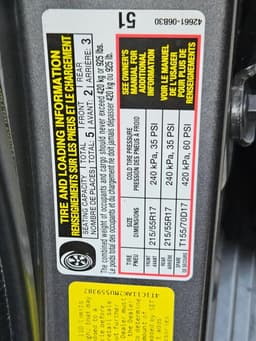 42661-06B30
51
TIRE AND LOADING INFORMATION
RENSEIGNEMENTS SUR LES PNEUS ET LE CHARGEMENT
SEATING CAPACITY TOTAL: 5 FRONT 2 REAR 3
NOMBRE DE PLACES TOTAL: AVANT: ARRIÈRE:
The combined weight of occupants and cargo should never exceed 420 kg or 925 lbs.
Le poids total des occupants et du chargement ne doit jamais dépasser 420 kg ou 925 lb.
TIRE SIZE COLD TIRE PRESSURE
PNEU DIMENSIONS PRESSION DES PNEUS À FROID
FRONT AVANT 215/55R17 240 kPa, 35 PSI
REAR ARRIÈRE 215/55R17 240 kPa, 35 PSI
SPARE DE SECOURS T155/70D17 420 kPa, 60 PSI
SEE OWNER'S
MANUAL FOR
ADDITIONAL
INFORMATION
VOIR LE MANUEL
DE L'USAGER
POUR PLUS DE
RENSEIGNEMENTS